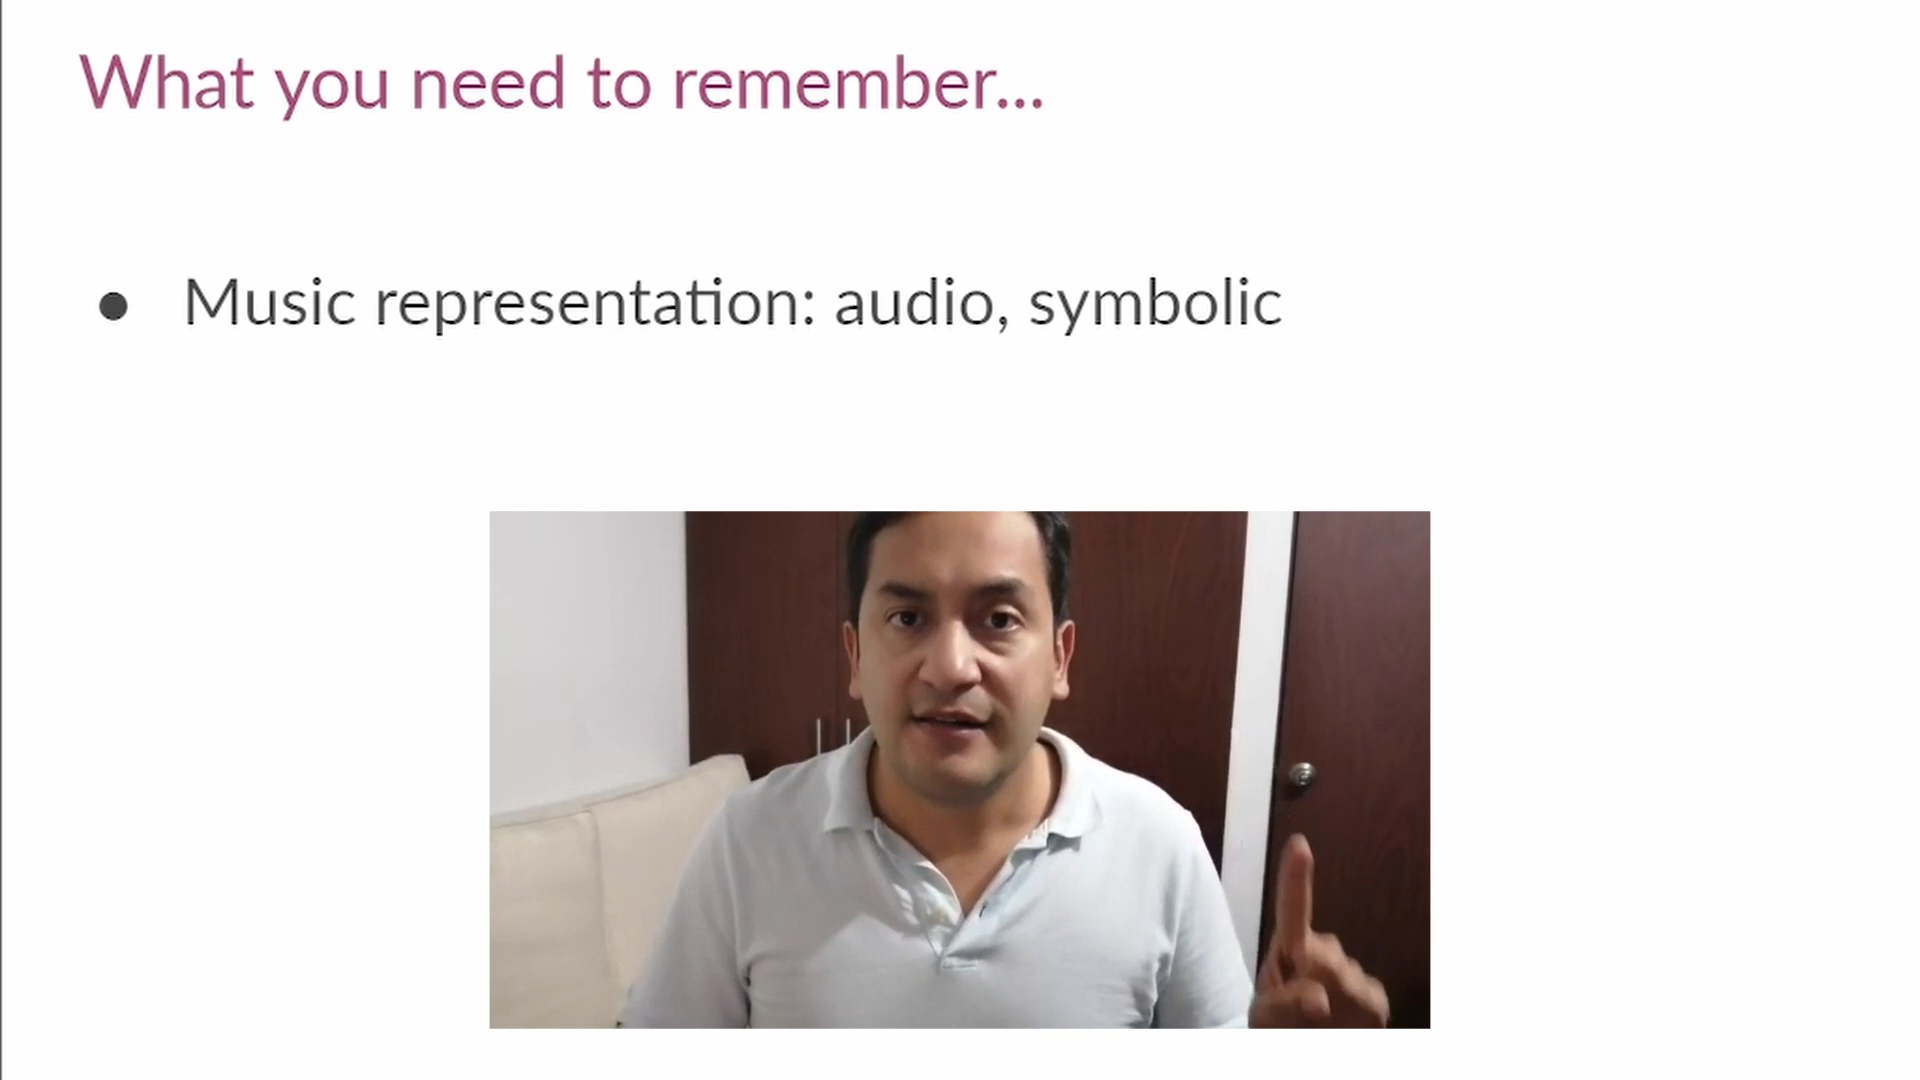 What you need to remember...
● Music representation: audio, symbolic